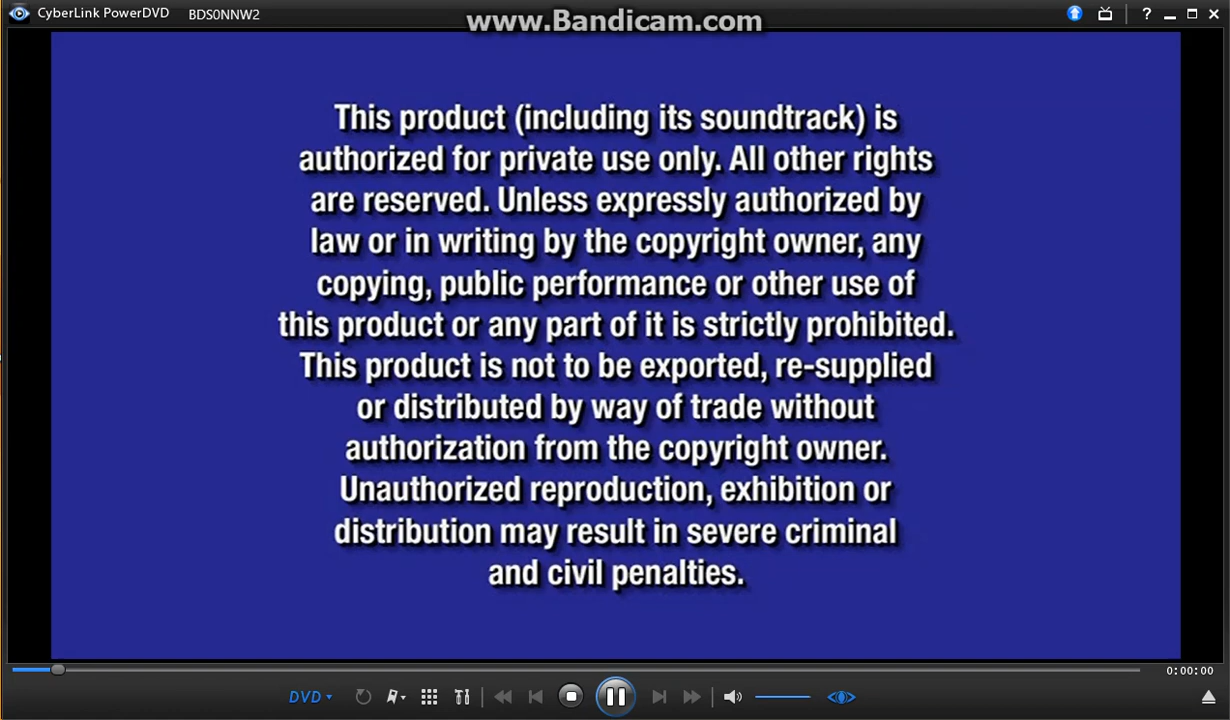 CyberLink PowerDVD BDS0NNW2
www.Bandicam.com
?
This product (including its soundtrack) is
authorized for private use only. All other rights
are reserved. Unless expressly authorized by
law or in writing by the copyright owner, any
copying, public performance or other use of
this product or any part of it is strictly prohibited.
This product is not to be exported, re-supplied
or distributed by way of trade without
authorization from the copyright owner.
Unauthorized reproduction, exhibition or
distribution may result in severe criminal
and civil penalties.
0:00:00
DVD